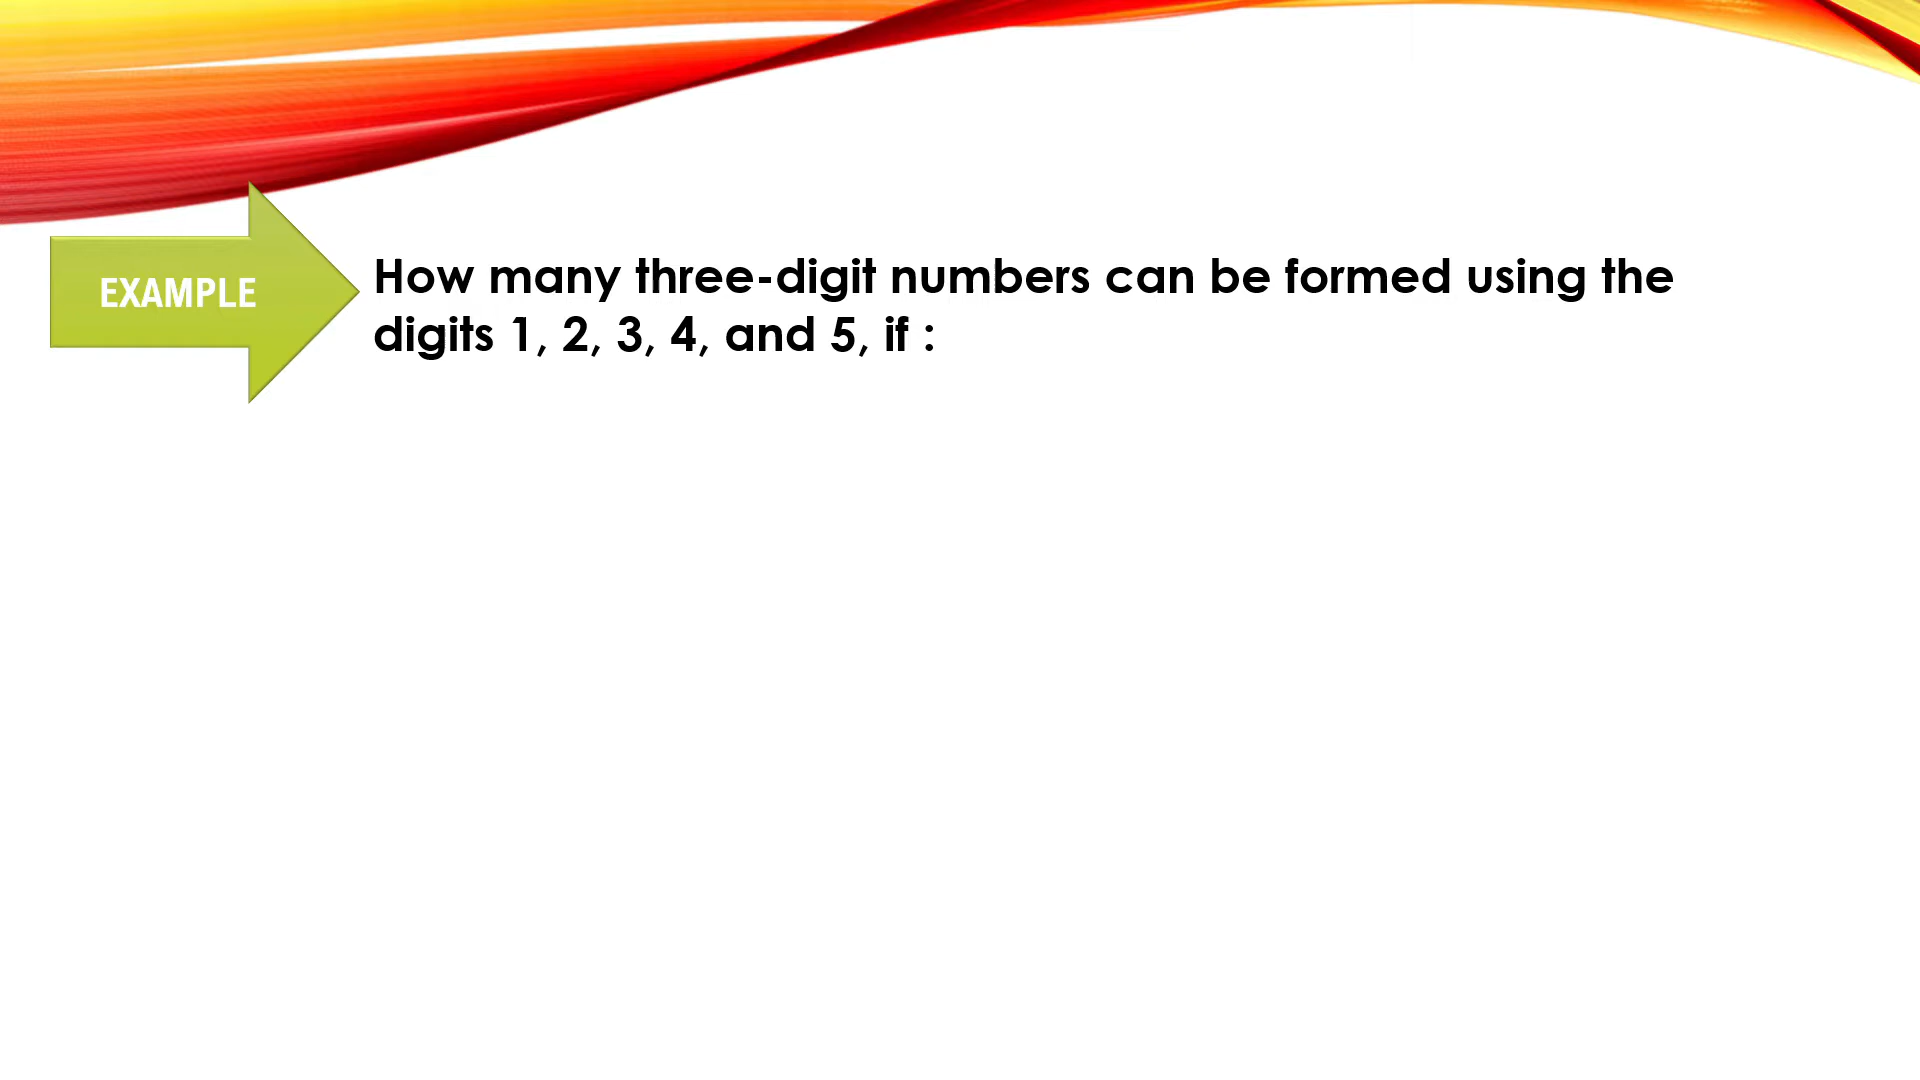 EXAMPLE
How many three-digit numbers can be formed using the
digits 1, 2, 3, 4, and 5, if :